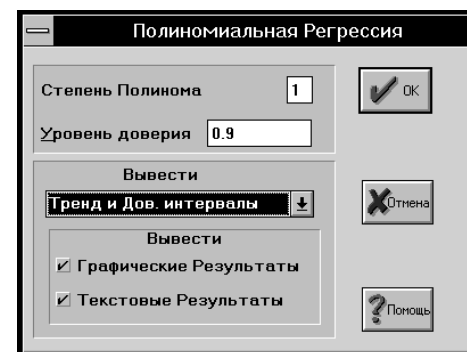 Полиномиальная Регрессия
Степень Полинома 1
OK
Уровень доверия 0.9
Вывести
Тренд и Дов. интервалы
Отмена
Вывести
Графические Результаты
Текстовые Результаты
Помощь